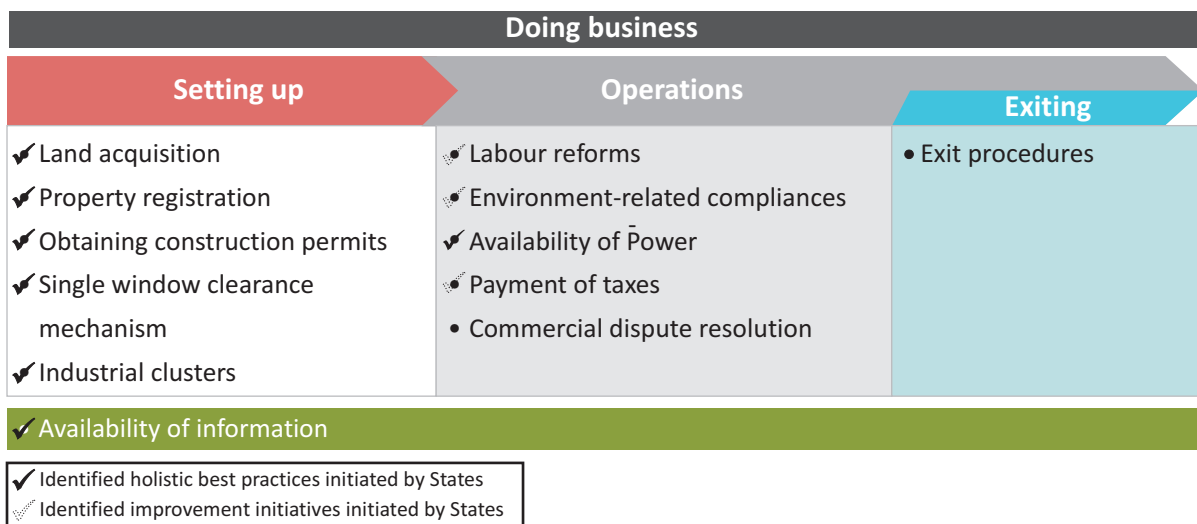 Doing business
Setting up
Operations
Exiting
✔ Land acquisition
✔ Property registration
✔ Obtaining construction permits
✔ Single window clearance
mechanism
✔ Industrial clusters
• Labour reforms
• Environment-related compliances
✔ Availability of Power
• Payment of taxes
• Commercial dispute resolution
• Exit procedures
✔ Availability of information
✔ Identified holistic best practices initiated by States
✔ Identified improvement initiatives initiated by States